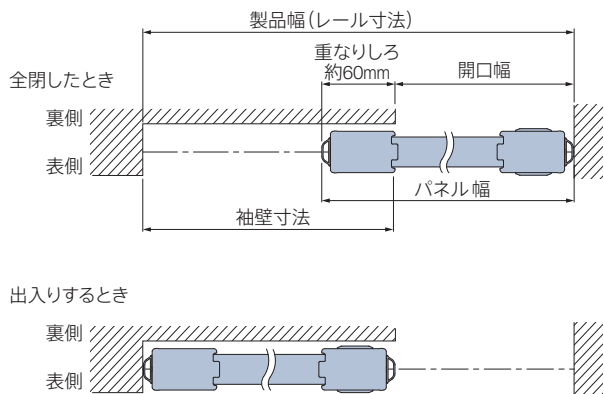 製品幅(レール寸法)
重なりしろ
約60mm
開口幅
全閉したとき
裏側
表側
パネル幅
袖壁寸法
出入りするとき
裏側
表側